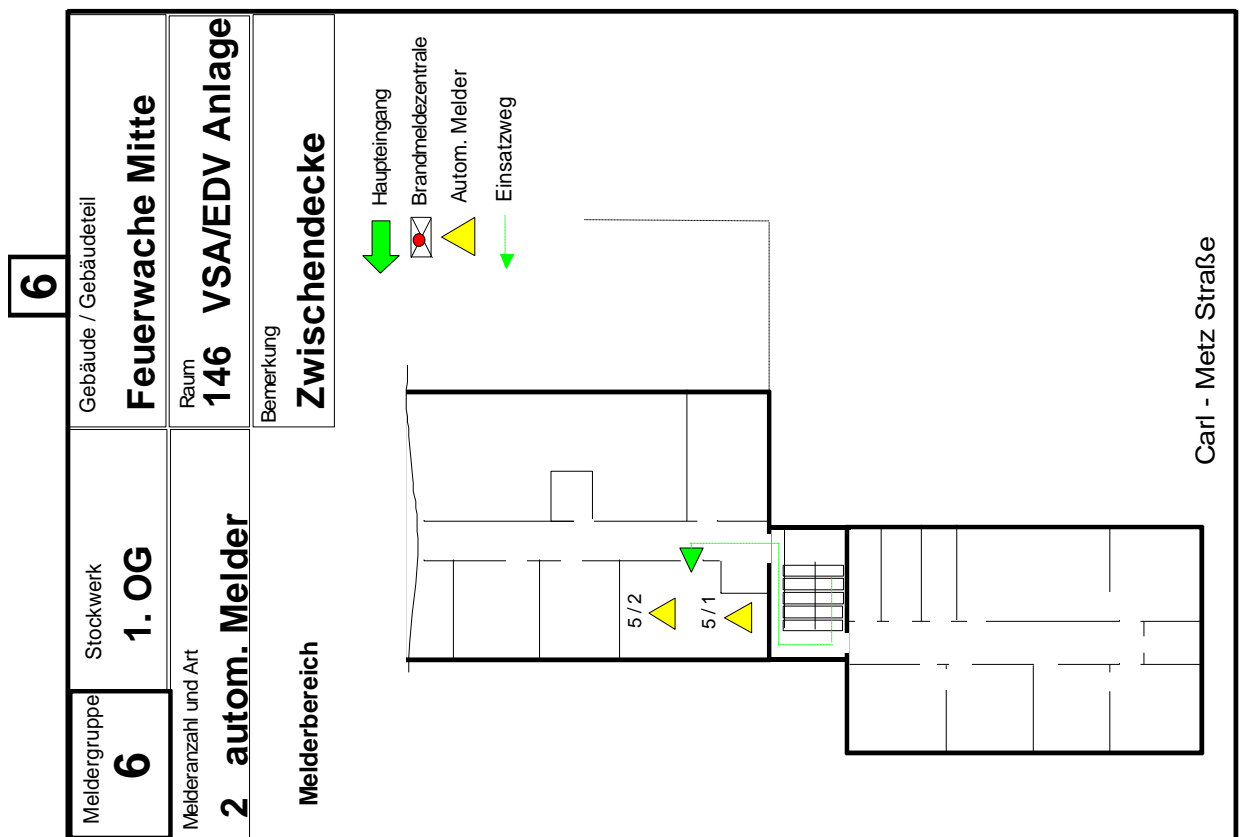 6
Meldergruppe
6
Stockwerk
1. OG
Gebäude / Gebäudeteil
Feuerwache Mitte
Melderanzahl und Art
2 autom. Melder
Raum
146 VSA/EDV Anlage
Melderbereich
Bemerkung
Zwischendecke
Haupteingang
Brandmeldezentrale
Autom. Melder
Einsatzweg
5 / 2
5 / 1
Carl - Metz Straße